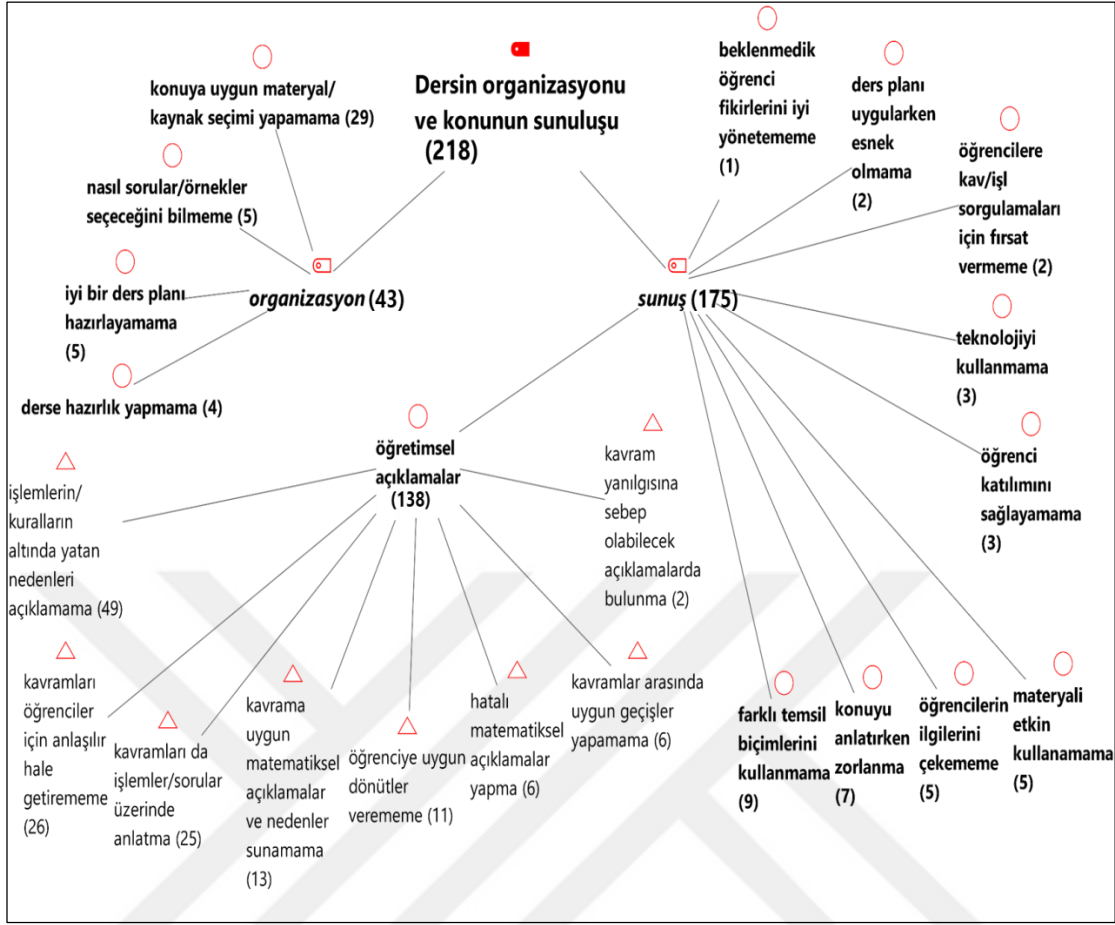 Dersin organizasyonu
ve konunun sunuluşu
(218)
konuya uygun materyal/
kaynak seçimi yapamama (29)
nasıl sorular/örnekler
seçeceğini bilmeme (5)
iyi bir ders planı
hazırlayamama
(5)
derse hazırlık yapmama (4)
organizasyon (43)
beklenmedik
öğrenci
fikirlerini iyi
yönetememe
(1)
ders planı
uygularken
esnek
olmama
(2)
öğrencilere
kav/işl
sorgulamaları
için fırsat
vermeme (2)
sunuş (175)
teknolojiyi
kullanmama
(3)
öğrenci
katılımını
sağlayamama
(3)
öğretimsel
açıklamalar
(138)
kavram
yanılgısına
sebep
olabilecek
açıklamalarda
bulunma (2)
işlemlerin/
kuralların
altında yatan
nedenleri
açıklamama (49)
kavramları
öğrenciler
için anlaşılır
hale
getirememe
(26)
kavramları da
işlemler/sorular
üzerinde
anlatma (25)
kavrama
uygun
matematiksel
açıklamalar
ve nedenler
sunamama
(13)
öğrenciye uygun
dönütler
verememe (11)
hatalı
matematiksel
açıklamalar
yapma (6)
kavramlar arasında
uygun geçişler
yapamama (6)
farklı temsil
biçimlerini
kullanmama
(9)
konuyu
anlatırken
zorlanma
(7)
öğrencilerin
ilgilerini
çekememe
(5)
materyali
etkin
kullanamama
(5)